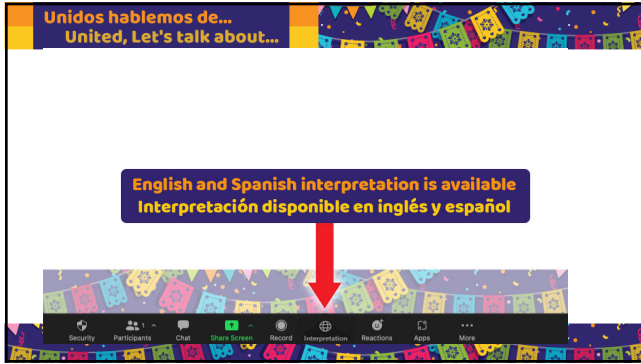 Unidos hablemos de...
United, Let's talk about...
English and Spanish interpretation is available
Interpretación disponible en inglés y español
1
Security
Participants
Chat
Share Screen
Record
Interpretation
Reactions
Apps
More